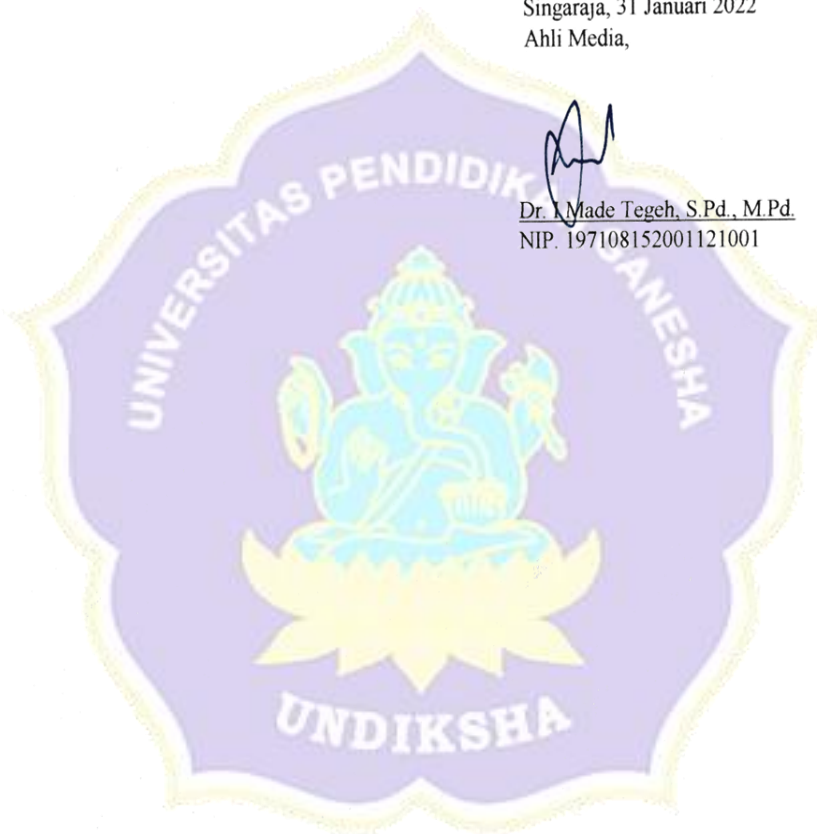 Singaraja, 31 Januari 2022
Ahli Media,
Dr. I Made Tegeh, S.Pd., M.Pd.
NIP. 197108152001121001
UNIVERSITAS PENDIDIKAN GANESHA
UNDIKSHA